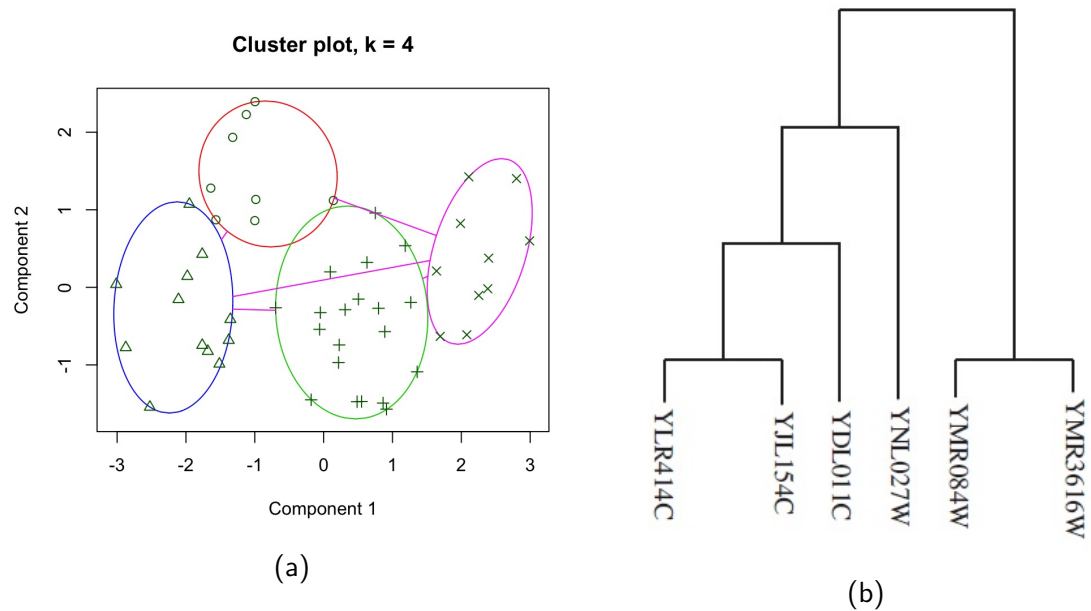 Cluster plot, k = 4
Component 2
2
1
0
-1
-3 -2 -1 0 1 2 3
Component 1
(a)
YLR414C
YJL154C
YDL011C
YNL027W
YMR084W
YMR3616W
(b)